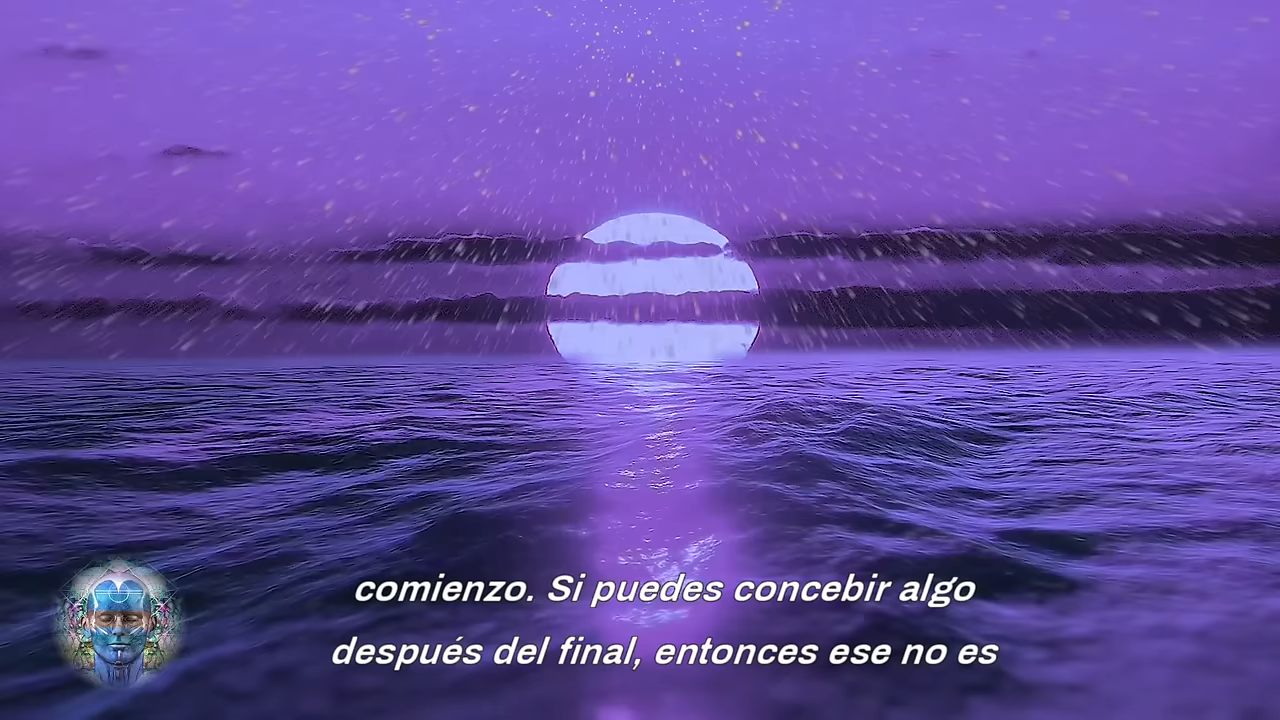 comienzo. Si puedes concebir algo
después del final, entonces ese no es